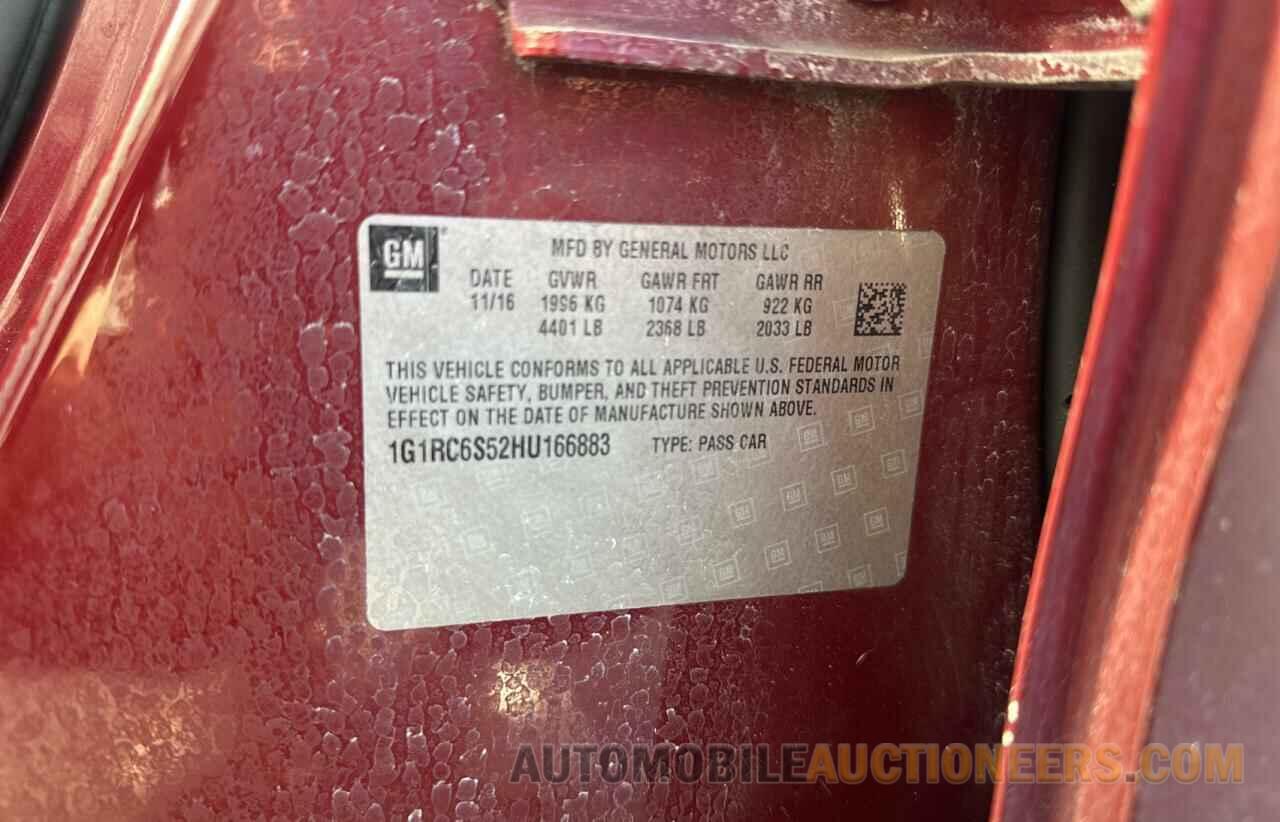 GM
MFD BY GENERAL MOTORS LLC
DATE GVWR GAWR FRT GAWR RR
11/16 1996 KG 1074 KG 922 KG
4401 LB 2368 LB 2033 LB
THIS VEHICLE CONFORMS TO ALL APPLICABLE U.S. FEDERAL MOTOR
VEHICLE SAFETY, BUMPER, AND THEFT PREVENTION STANDARDS IN
EFFECT ON THE DATE OF MANUFACTURE SHOWN ABOVE.
1G1RC6S52HU166883 TYPE: PASS CAR
AUTOMOBILEAUCTIONEERS.COM